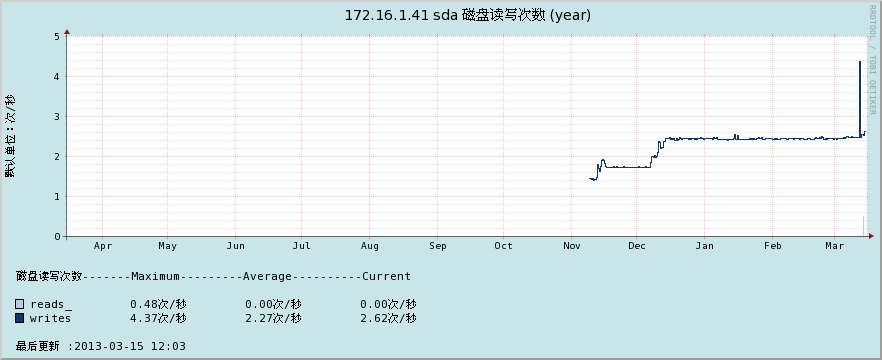 172.16.1.41 sda 磁盘读写次数 (year)
RRDTOOL / TOBI OETIKER
默认单位：次/秒
5
4
3
2
1
0
Apr May Jun Jul Aug Sep Oct Nov Dec Jan Feb Mar
磁盘读写次数-------Maximum---------Average----------Current
reads_ 0.48次/秒 0.00次/秒 0.00次/秒
writes 4.37次/秒 2.27次/秒 2.62次/秒
最后更新 :2013-03-15 12:03